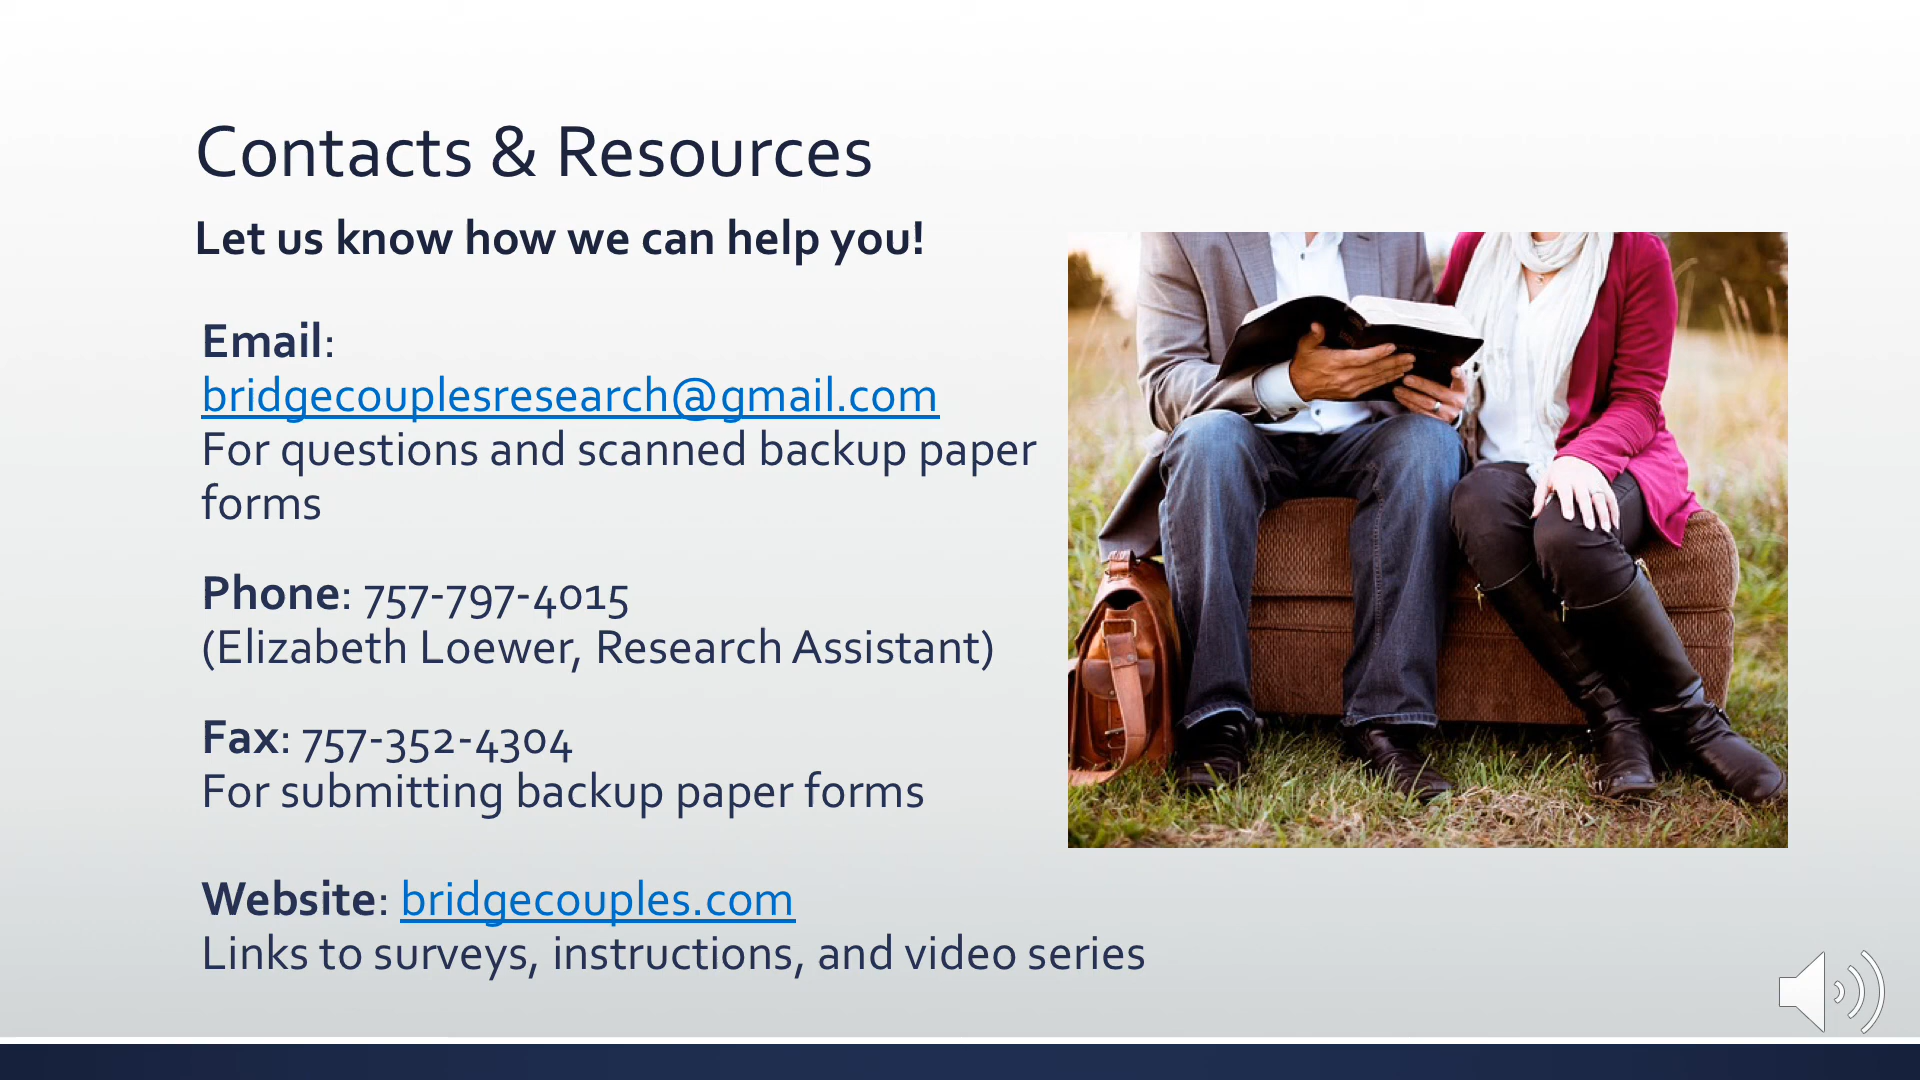 Contacts & Resources
Let us know how we can help you!
Email:
bridgecouplesresearch@gmail.com
For questions and scanned backup paper
forms
Phone: 757-797-4015
(Elizabeth Loewer, Research Assistant)
Fax: 757-352-4304
For submitting backup paper forms
Website: bridgecouples.com
Links to surveys, instructions, and video series